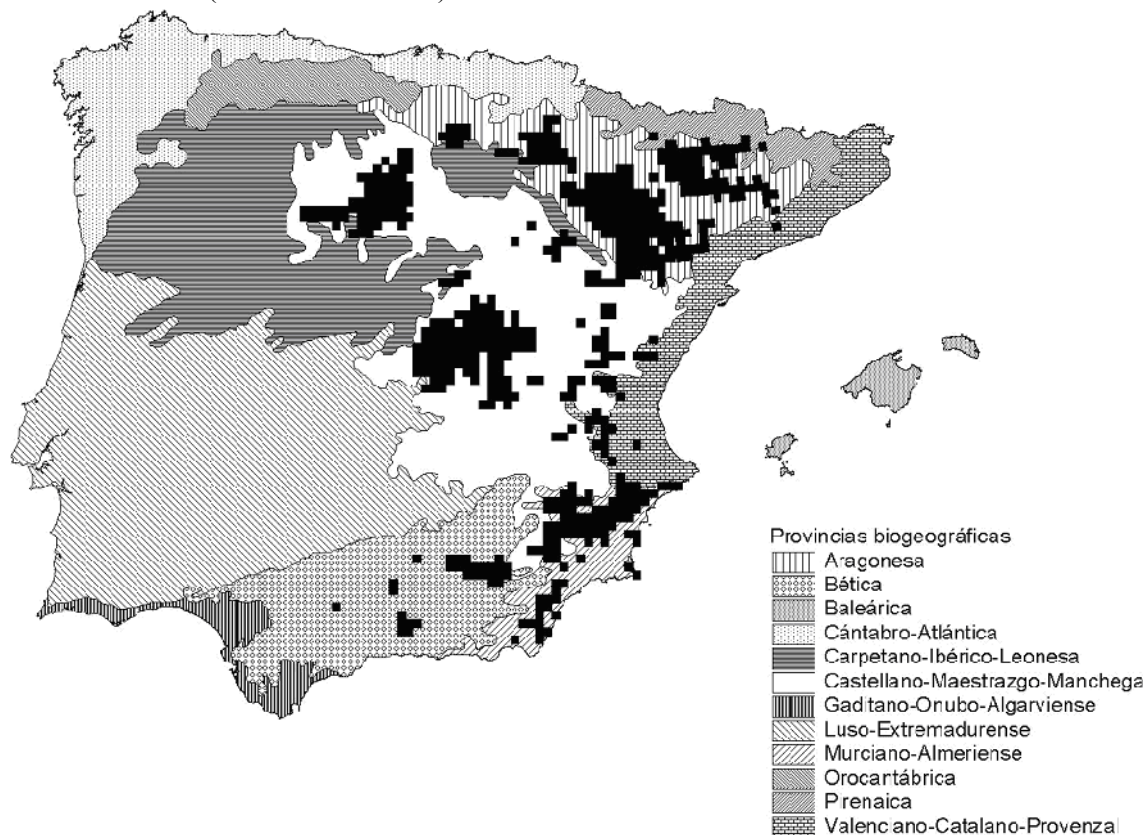 Provincias biogeográficas
Aragonesa
Bética
Baleárica
Cántabro-Atlántica
Carpetano-Ibérico-Leonesa
Castellano-Maestrazgo-Manchega
Gaditano-Onubo-Algarviense
Luso-Extremadurense
Murciano-Almeriense
Orocantábrica
Pirenaica
Valenciano-Catalano-Provenzal